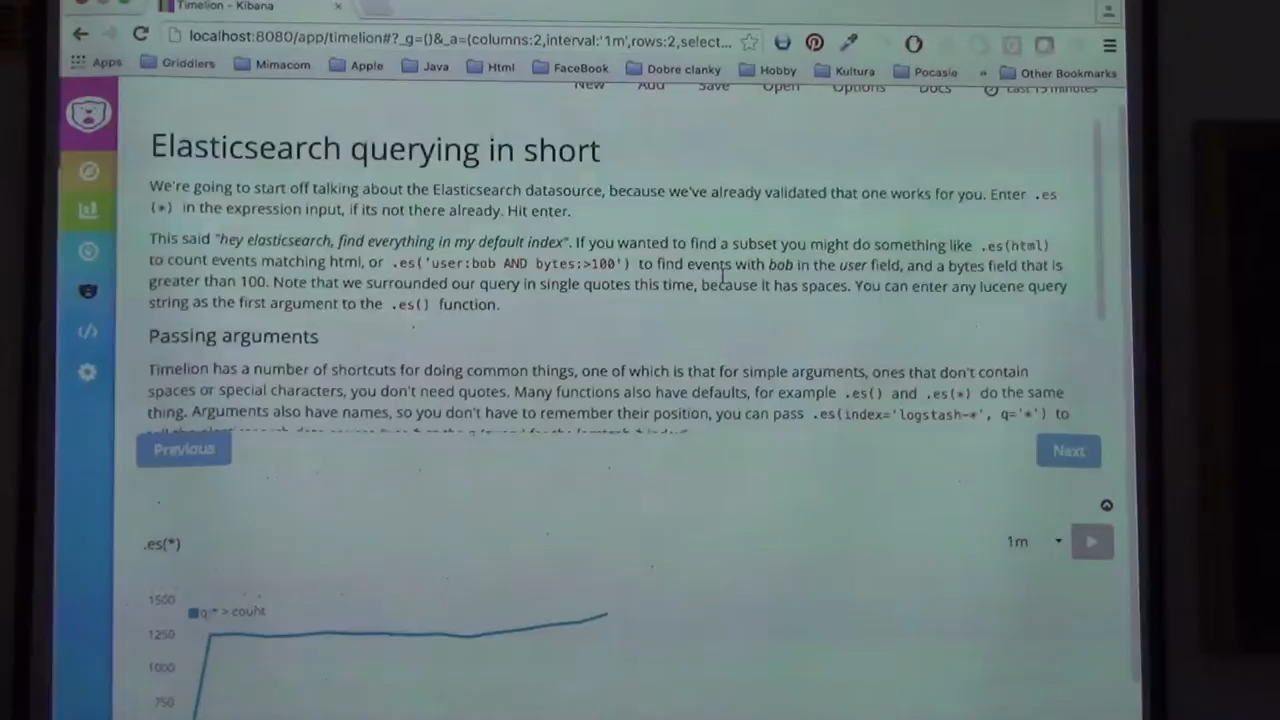 Timelion - Kibana
localhost:8080/app/timelion#?_g=()&_a=(columns:2,interval:'1m',rows:2,select...
Apps Griddlers Mimacom Apple Java Html FaceBook Dobre clanky Hobby Kultura Pocasie » Other Bookmarks
New Add Save Open Options Docs Last 15 minutes
Elasticsearch querying in short
We're going to start off talking about the Elasticsearch datasource, because we've already validated that one works for you. Enter .es
(*) in the expression input, if its not there already. Hit enter.
This said "hey elasticsearch, find everything in my default index". If you wanted to find a subset you might do something like .es(html)
to count events matching html, or .es('user:bob AND bytes:>100') to find events with bob in the user field, and a bytes field that is
greater than 100. Note that we surrounded our query in single quotes this time, because it has spaces. You can enter any lucene query
string as the first argument to the .es() function.
Passing arguments
Timelion has a number of shortcuts for doing common things, one of which is that for simple arguments, ones that don't contain
spaces or special characters, you don't need quotes. Many functions also have defaults, for example .es() and .es(*) do the same
thing. Arguments also have names, so you don't have to remember their position, you can pass .es(index='logstash-*', q='*') to
Previous Next
.es(*) 1m
1500
q:* > count
1250
1000
750